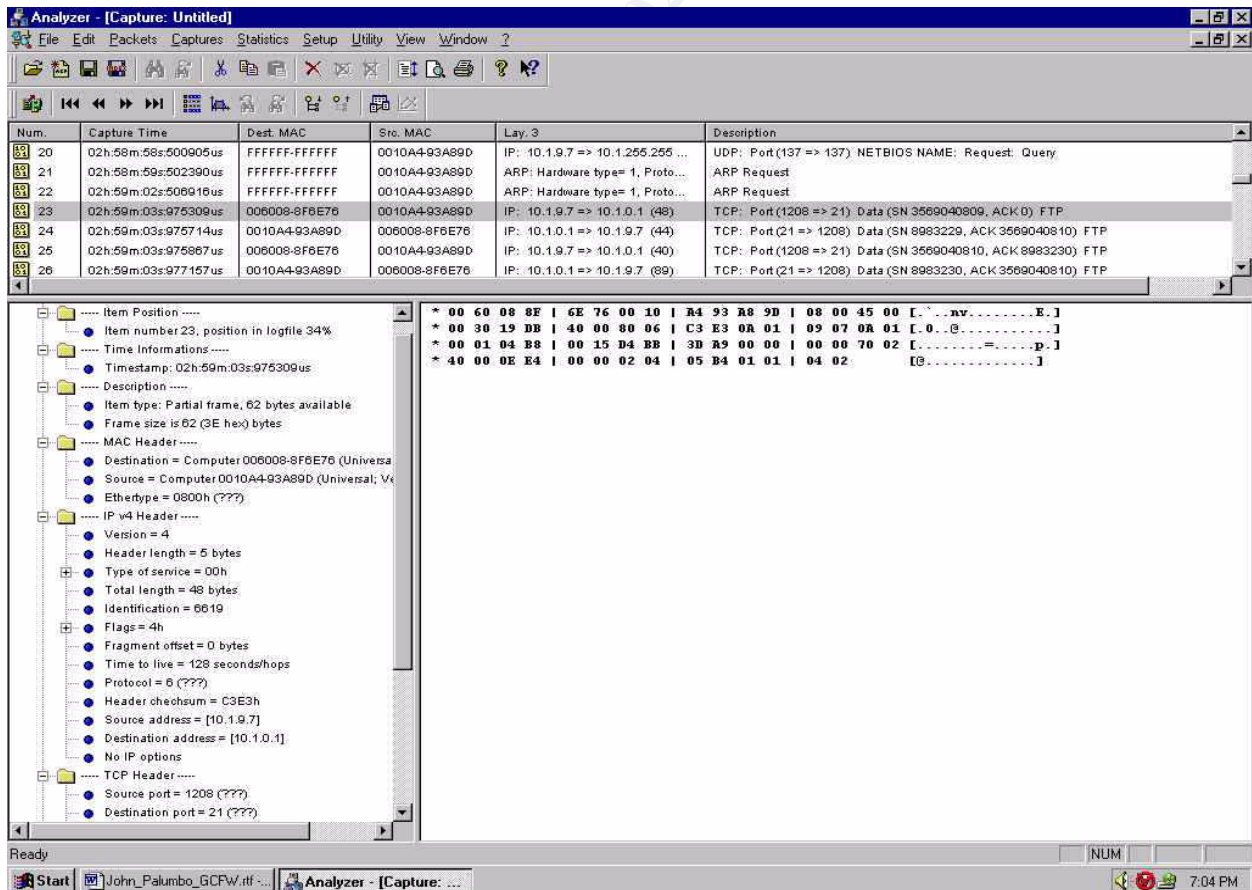 Analyzer - [Capture: Untitled]
File Edit Packets Captures Statistics Setup Utility View Window ?
Num. Capture Time Dest. MAC Src. MAC Lay. 3 Description
20 02h:58m:58s:500905us FFFFFF-FFFFFF 0010A4-93A89D IP: 10.1.9.7 => 10.1.255.255 ... UDP: Port(137 => 137) NETBIOS NAME: Request: Query
21 02h:58m:59s:502390us FFFFFF-FFFFFF 0010A4-93A89D ARP: Hardware type= 1, Proto... ARP Request
22 02h:59m:02s:506916us FFFFFF-FFFFFF 0010A4-93A89D ARP: Hardware type= 1, Proto... ARP Request
23 02h:59m:03s:975309us 006008-8F6E76 0010A4-93A89D IP: 10.1.9.7 => 10.1.0.1 (48) TCP: Port(1208 => 21) Data (SN 3569040809, ACK 0) FTP
24 02h:59m:03s:975714us 0010A4-93A89D 006008-8F6E76 IP: 10.1.0.1 => 10.1.9.7 (44) TCP: Port(21 => 1208) Data (SN 8983229, ACK 3569040810) FTP
25 02h:59m:03s:975867us 006008-8F6E76 0010A4-93A89D IP: 10.1.9.7 => 10.1.0.1 (40) TCP: Port(1208 => 21) Data (SN 3569040810, ACK 8983230) FTP
26 02h:59m:03s:977157us 0010A4-93A89D 006008-8F6E76 IP: 10.1.0.1 => 10.1.9.7 (89) TCP: Port(21 => 1208) Data (SN 8983230, ACK 3569040810) FTP
----- Item Position -----
Item number 23, position in logfile 34%
----- Time Informations -----
Timestamp: 02h:59m:03s:975309us
----- Description -----
Item type: Partial frame, 62 bytes available
Frame size is 62 (3E hex) bytes
----- MAC Header -----
Destination = Computer 006008-8F6E76 (Universa
Source = Computer 0010A4-93A89D (Universal; Ve
Ethertype = 0800h (???)
----- IP v4 Header -----
Version = 4
Header length = 5 bytes
Type of service = 00h
Total length = 48 bytes
Identification = 6619
Flags = 4h
Fragment offset = 0 bytes
Time to live = 128 seconds/hops
Protocol = 6 (???)
Header chechsum = C3E3h
Source address = [10.1.9.7]
Destination address = [10.1.0.1]
No IP options
----- TCP Header -----
Source port = 1208 (???)
Destination port = 21 (???)
* 00 60 08 8F | 6E 76 00 10 | A4 93 A8 9D | 08 00 45 00 [.`..nv........E.]
* 00 30 19 DB | 40 00 80 06 | C3 E3 0A 01 | 09 07 0A 01 [.0..@...........]
* 00 01 04 B8 | 00 15 D4 BB | 3D A9 00 00 | 00 00 70 02 [........=.....p.]
* 40 00 0E E4 | 00 00 02 04 | 05 B4 01 01 | 04 02 [@.............]
Ready
NUM
Start John_Palumbo_GCFW.rtf -... Analyzer - [Capture: ... 7:04 PM